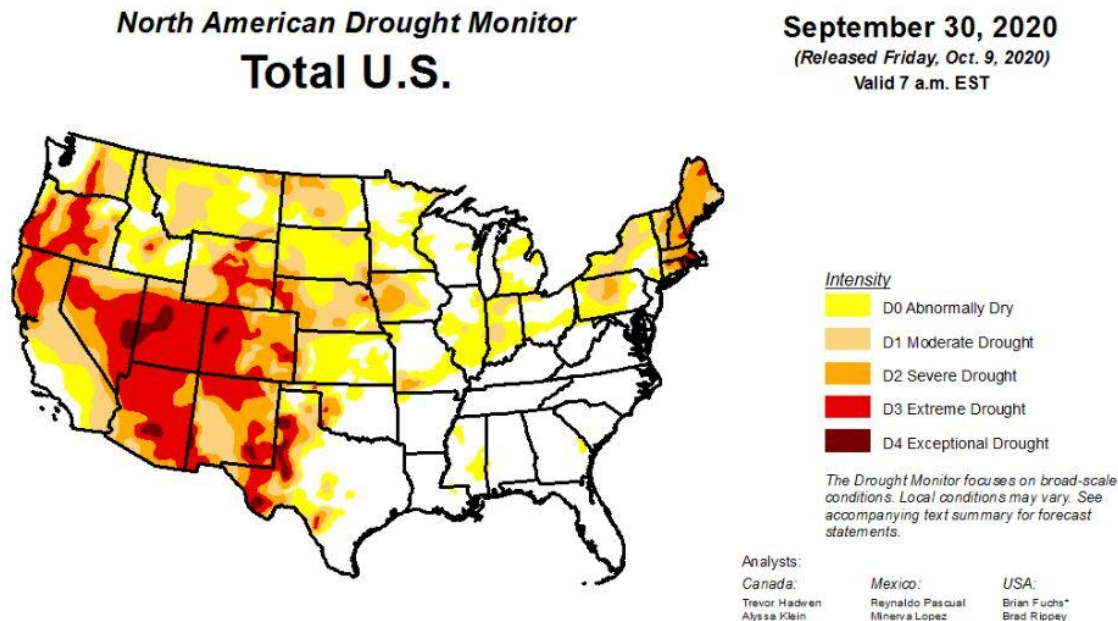 North American Drought Monitor
Total U.S.
September 30, 2020
(Released Friday, Oct. 9, 2020)
Valid 7 a.m. EST
Intensity
D0 Abnormally Dry
D1 Moderate Drought
D2 Severe Drought
D3 Extreme Drought
D4 Exceptional Drought
The Drought Monitor focuses on broad-scale
conditions. Local conditions may vary. See
accompanying text summary for forecast
statements.
Analysts:
Canada: Mexico: USA:
Trevor Hadwen Reynaldo Pascual Brian Fuchs*
Alyssa Klein Minerva Lopez Brad Rippey